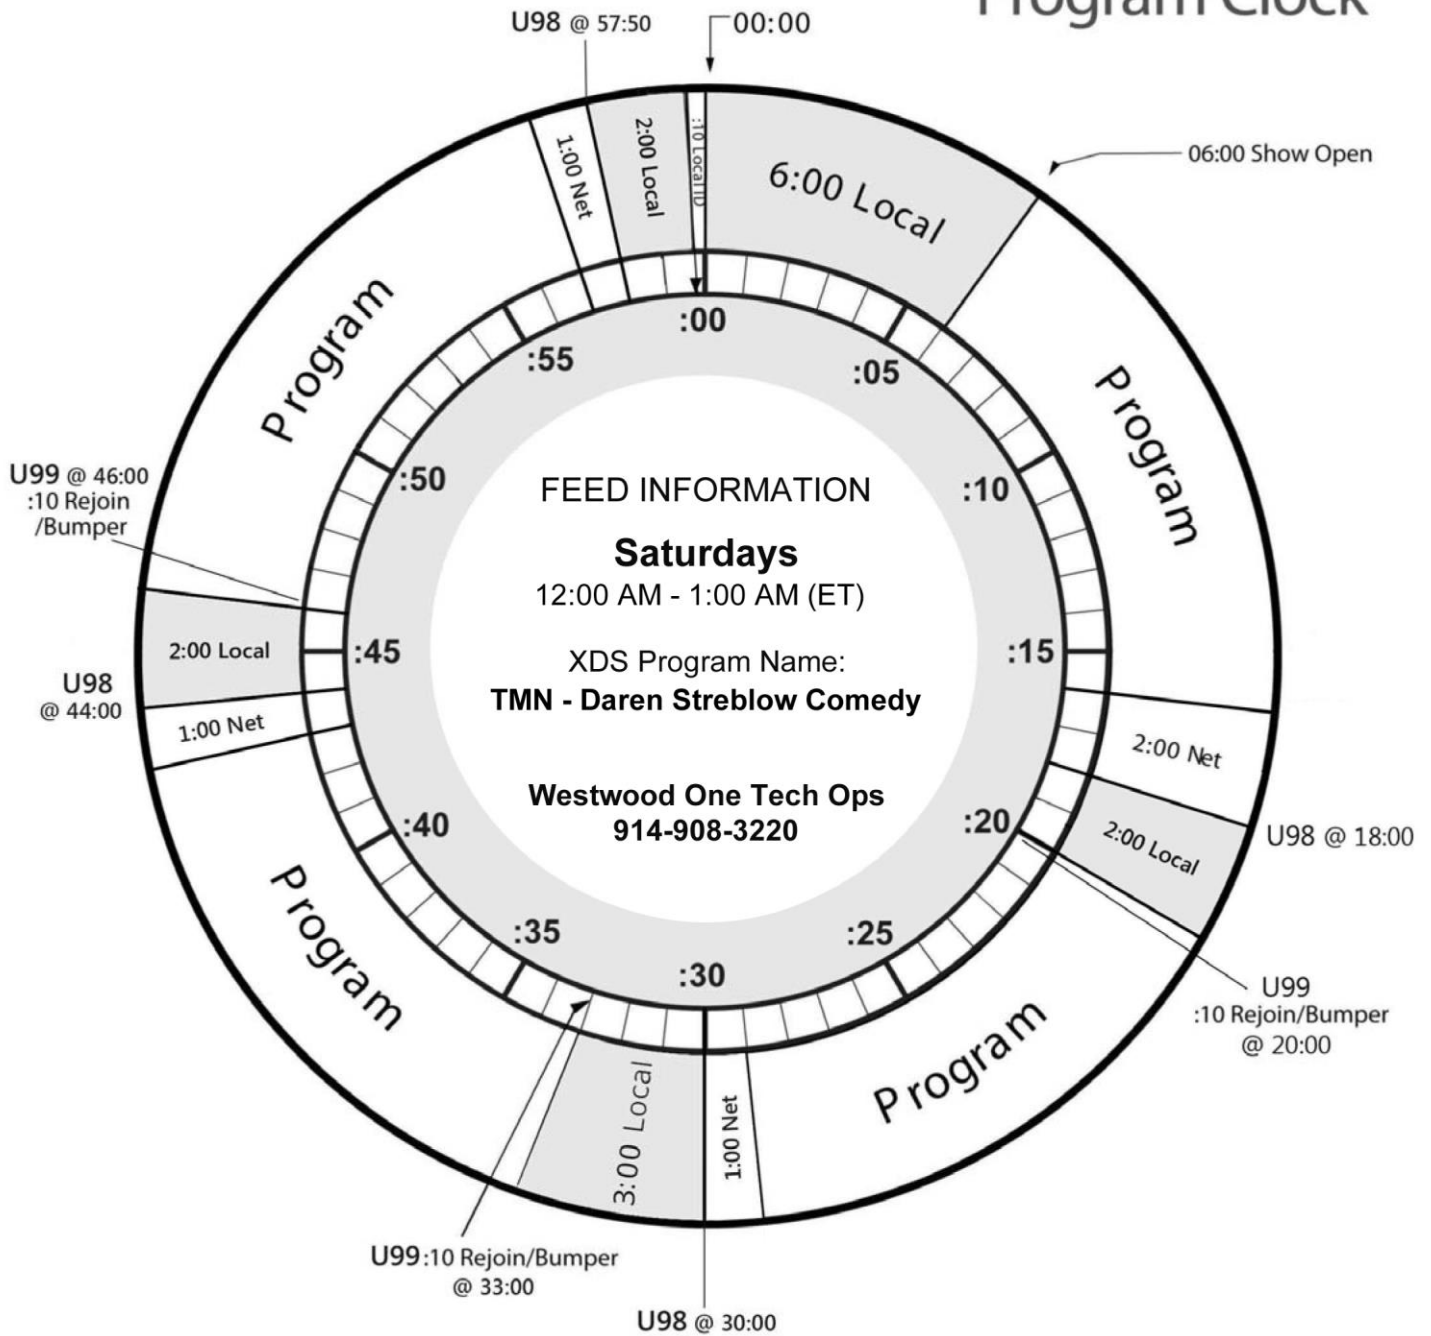 Program Clock
U98 @ 57:50
00:00
06:00 Show Open
1:00 Net
2:00 Local
:10 Local ID
6:00 Local
Program
Program
:00
:05
:10
:15
:20
:25
:30
:35
:40
:45
:50
:55
FEED INFORMATION
Saturdays
12:00 AM - 1:00 AM (ET)
XDS Program Name:
TMN - Daren Streblow Comedy
Westwood One Tech Ops
914-908-3220
U99 @ 46:00
:10 Rejoin
/Bumper
2:00 Local
U98
@ 44:00
1:00 Net
2:00 Net
2:00 Local
U98 @ 18:00
U99
:10 Rejoin/Bumper
@ 20:00
Program
Program
3:00 Local
1:00 Net
U99:10 Rejoin/Bumper
@ 33:00
U98 @ 30:00